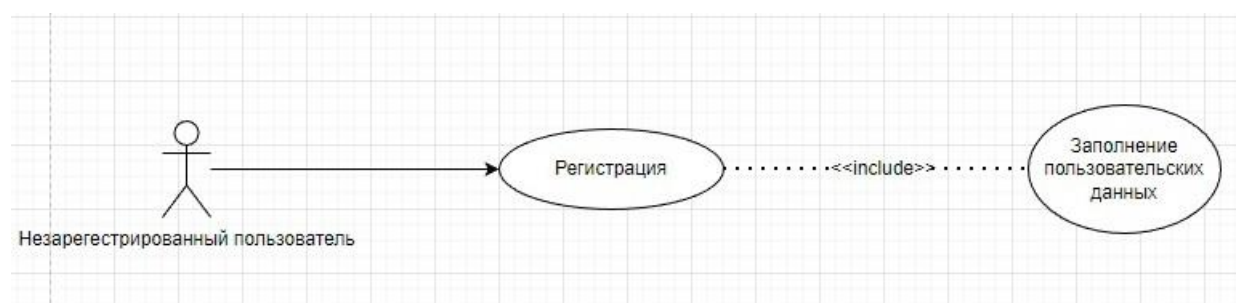 Незарегестрированный пользователь
Регистрация
<<include>>
Заполнение
пользовательских
данных